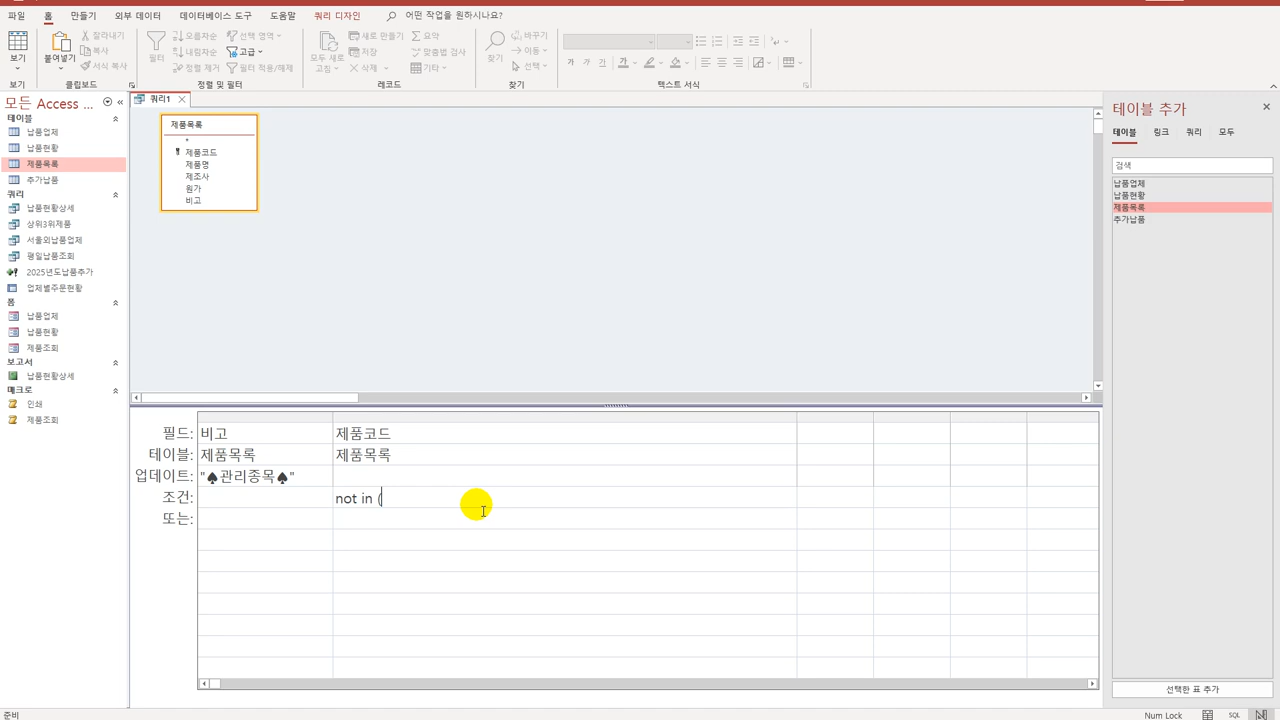 파일 홈 만들기 외부 데이터 데이터베이스 도구 도움말 쿼리 디자인 어떤 작업을 원하시나요?
보기
보기
붙여넣기
잘라내기
복사
서식 복사
클립보드
필터
오름차순
내림차순
정렬 제거
선택 영역
고급
필터 적용/해제
정렬 및 필터
모두 새로 고침
새로 만들기
저장
삭제
요약
맞춤법 검사
기타
레코드
찾기
바꾸기
이동
선택
찾기
가 가 가 가
텍스트 서식
모든 Access ...
테이블
납품업체
납품현황
제품목록
추가납품
쿼리
납품현황상세
상위3위제품
서울외납품업체
평일납품조회
2025년도납품추가
업체별주문현황
폼
납품업체
납품현황
제품조회
보고서
납품현황상세
매크로
인쇄
제품조회
쿼리1
제품목록
*
제품코드
제품명
제조사
원가
비고
필드: 비고 제품코드
테이블: 제품목록 제품목록
업데이트: "♠관리종목♠"
조건: not in (
또는:
테이블 추가
테이블 링크 쿼리 모두
검색
납품업체
납품현황
제품목록
추가납품
선택한 표 추가
준비
Num Lock
SQL